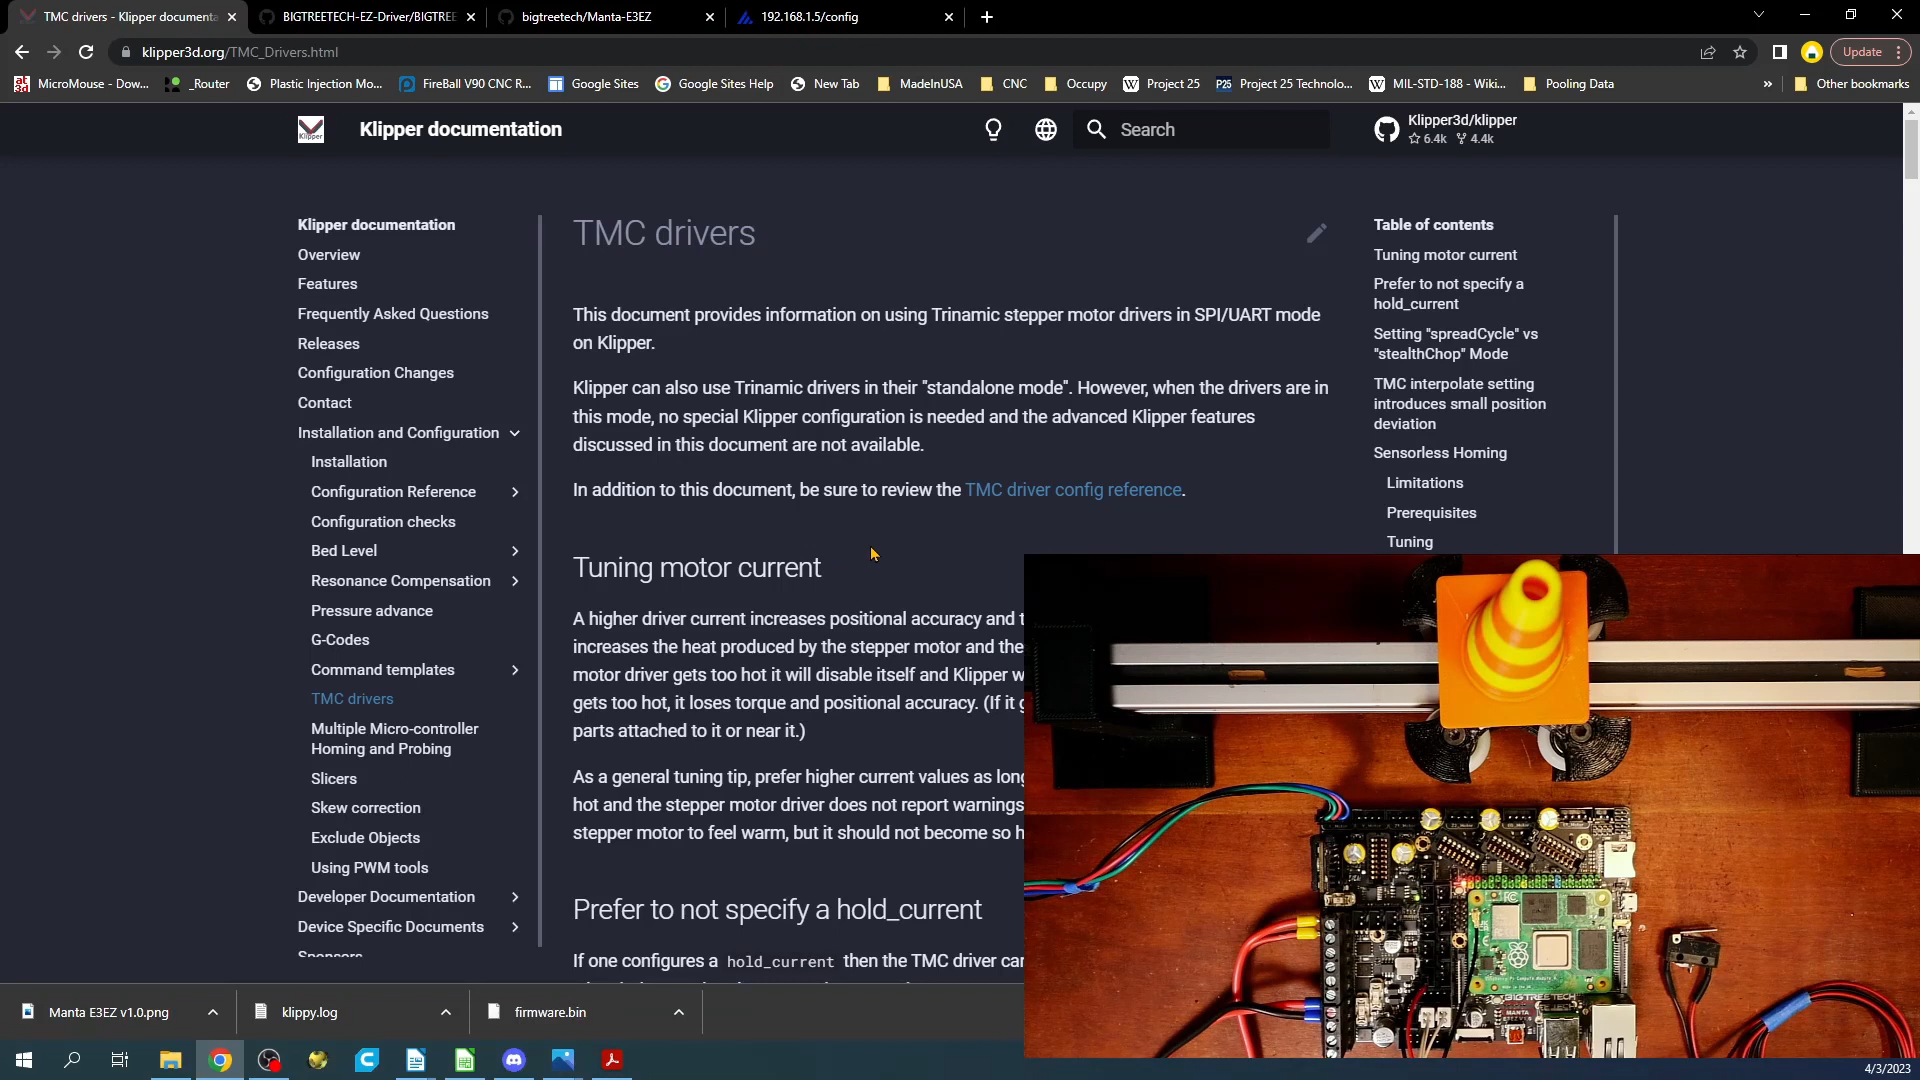 TMC drivers - Klipper documenta
BIGTREETECH-EZ-Driver/BIGTREE
bigtreetech/Manta-E3EZ
192.168.1.5/config
klipper3d.org/TMC_Drivers.html
Update
MicroMouse - Dow...
_Router
Plastic Injection Mo...
FireBall V90 CNC R...
Google Sites
Google Sites Help
New Tab
MadeinUSA
CNC
Occupy
Project 25
P25
Project 25 Technolo...
MIL-STD-188 - Wiki...
Pooling Data
»
Other bookmarks
Klipper
Klipper documentation
Search
Klipper3d/klipper
6.4k 4.4k
Klipper documentation
Overview
Features
Frequently Asked Questions
Releases
Configuration Changes
Contact
Installation and Configuration
Installation
Configuration Reference
Configuration checks
Bed Level
Resonance Compensation
Pressure advance
G-Codes
Command templates
TMC drivers
Multiple Micro-controller
Homing and Probing
Slicers
Skew correction
Exclude Objects
Using PWM tools
Developer Documentation
Device Specific Documents
Sponsors
TMC drivers
This document provides information on using Trinamic stepper motor drivers in SPI/UART mode
on Klipper.
Klipper can also use Trinamic drivers in their "standalone mode". However, when the drivers are in
this mode, no special Klipper configuration is needed and the advanced Klipper features
discussed in this document are not available.
In addition to this document, be sure to review the TMC driver config reference.
Tuning motor current
A higher driver current increases positional accuracy and t
increases the heat produced by the stepper motor and the
motor driver gets too hot it will disable itself and Klipper w
gets too hot, it loses torque and positional accuracy. (If it g
parts attached to it or near it.)
As a general tuning tip, prefer higher current values as long
hot and the stepper motor driver does not report warnings
stepper motor to feel warm, but it should not become so h
Prefer to not specify a hold_current
If one configures a hold_current then the TMC driver car
Table of contents
Tuning motor current
Prefer to not specify a
hold_current
Setting "spreadCycle" vs
"stealthChop" Mode
TMC interpolate setting
introduces small position
deviation
Sensorless Homing
Limitations
Prerequisites
Tuning
BIGTREETECH
MANTA
Manta E3EZ v1.0.png
klippy.log
firmware.bin
4/3/2023